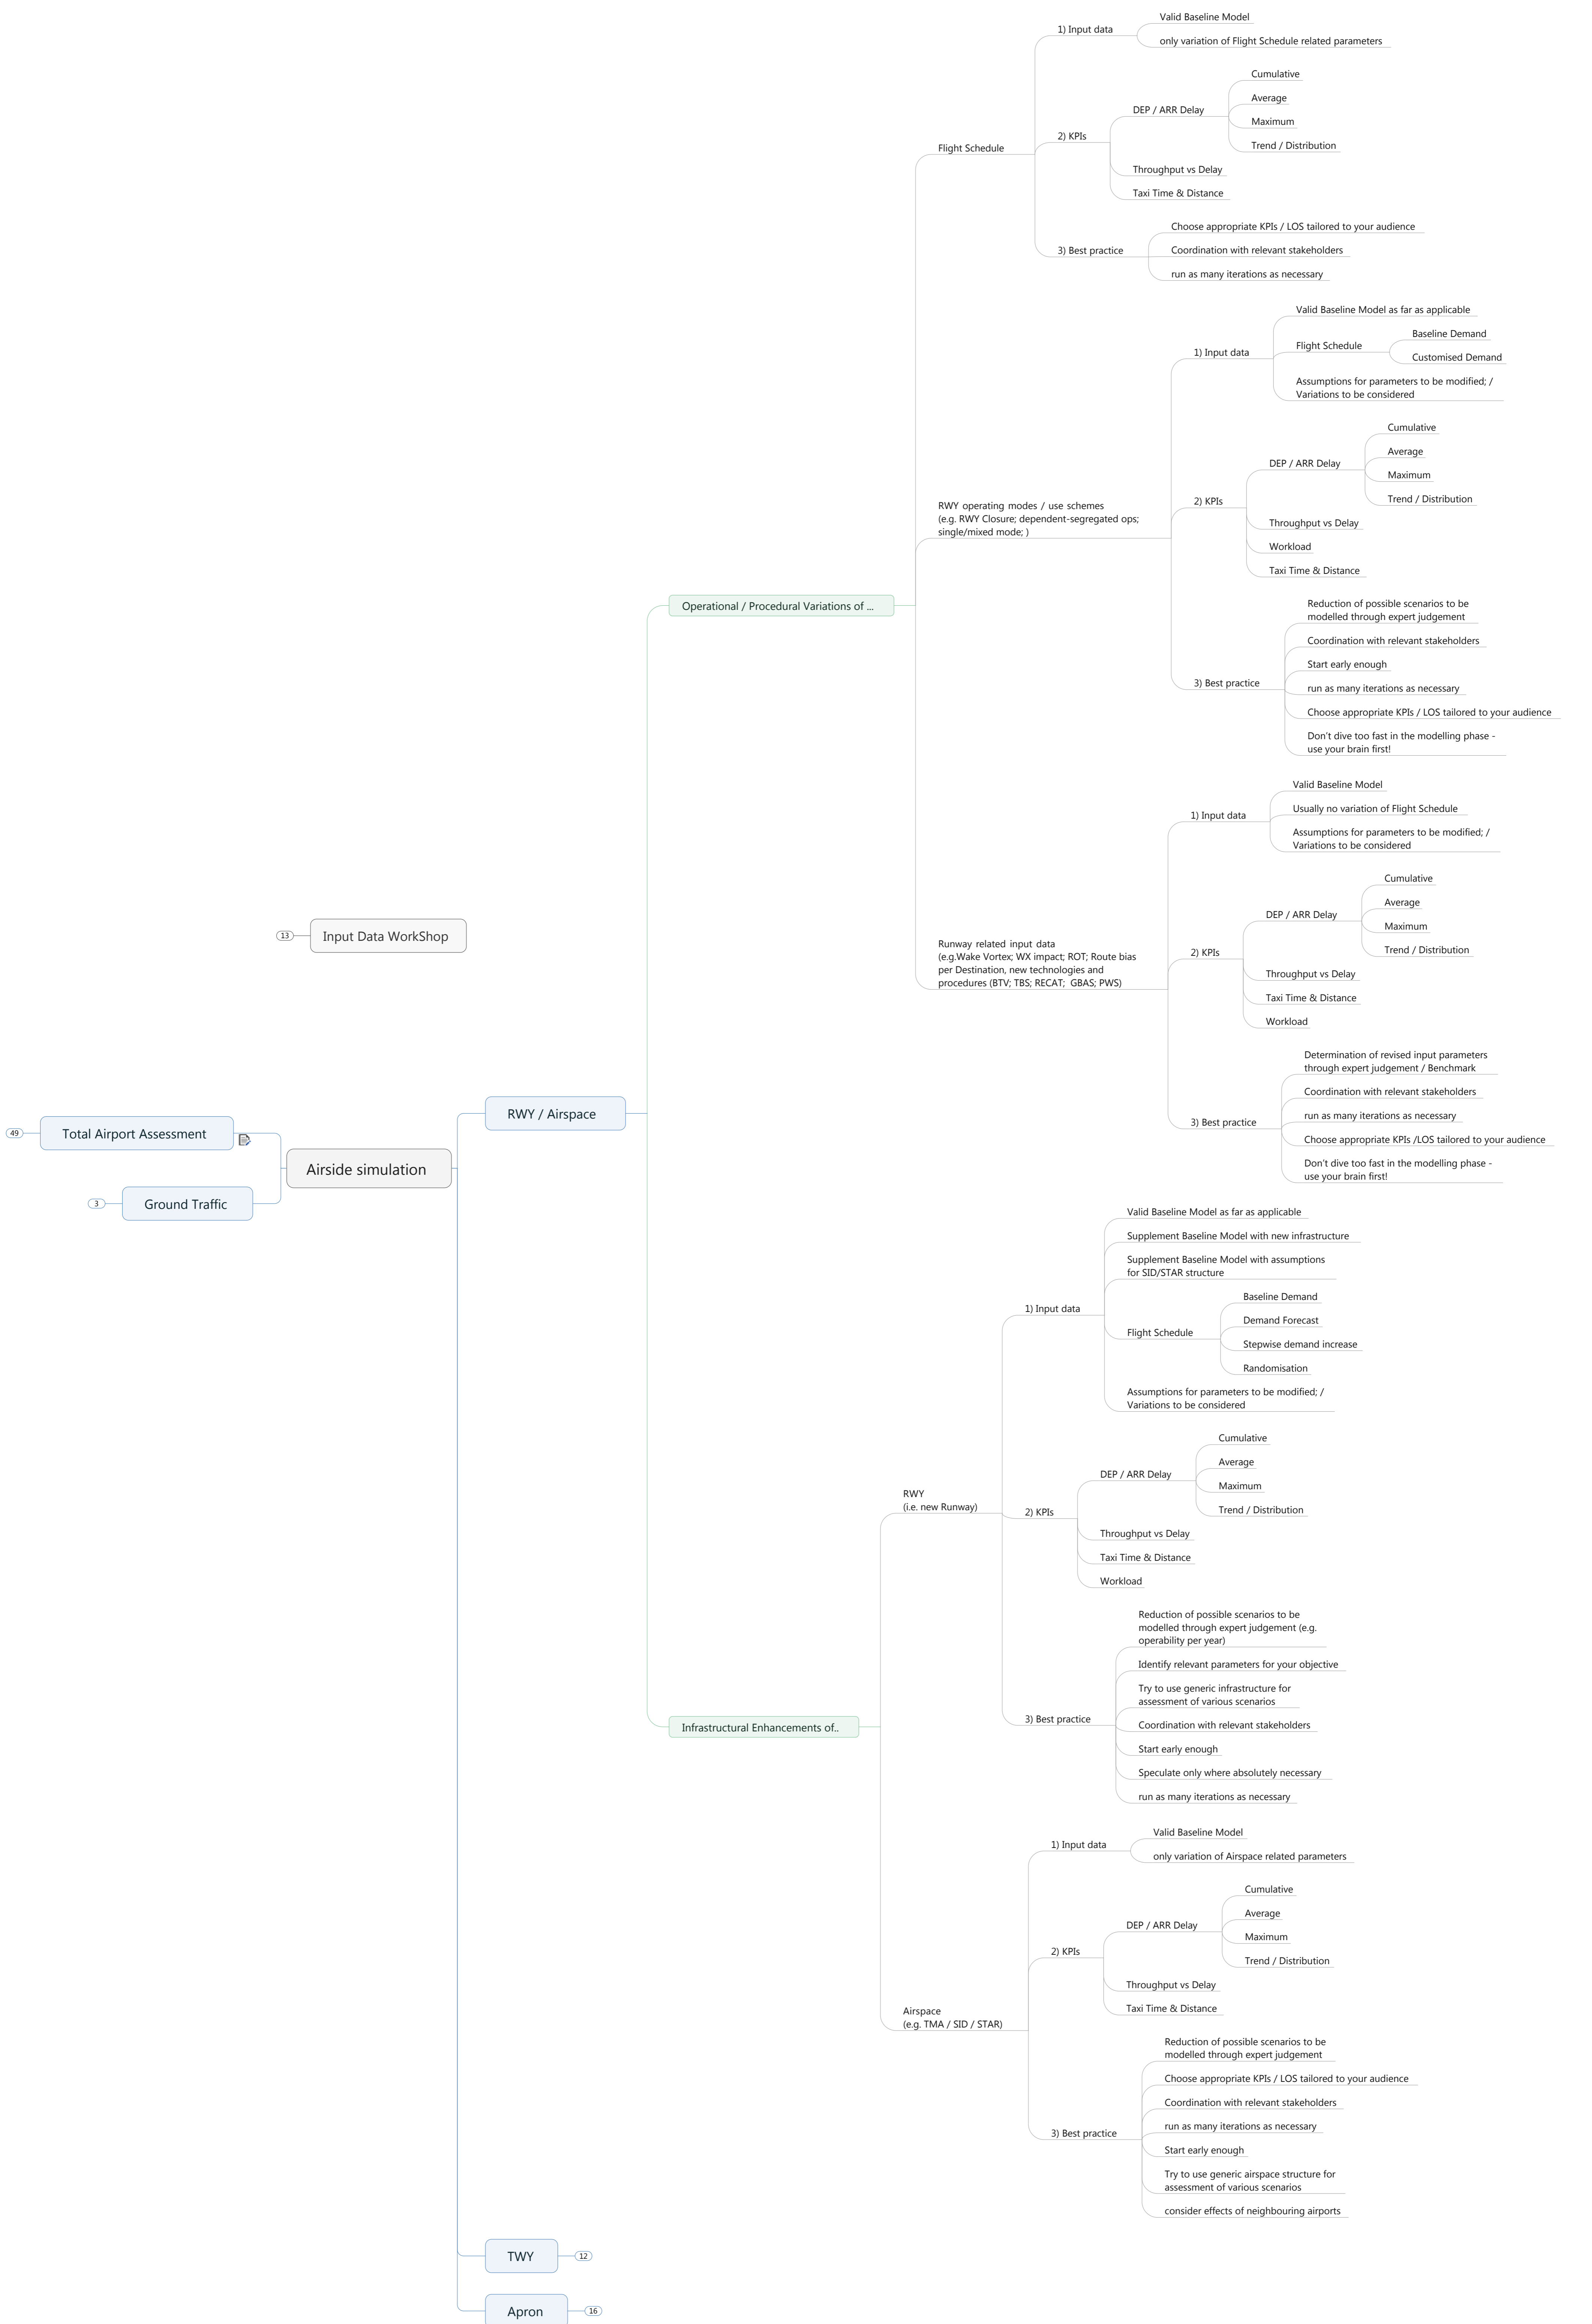 Valid Baseline Model
1) Input data
only variation of Flight Schedule related parameters
Cumulative
Average
DEP / ARR Delay
Maximum
2) KPIs
Trend / Distribution
Flight Schedule
Throughput vs Delay
Taxi Time & Distance
Choose appropriate KPIs / LOS tailored to your audience
3) Best practice
Coordination with relevant stakeholders
run as many iterations as necessary
Valid Baseline Model as far as applicable
Baseline Demand
1) Input data
Flight Schedule
Customised Demand
Assumptions for parameters to be modified; /
Variations to be considered
Cumulative
Average
DEP / ARR Delay
Maximum
2) KPIs
Trend / Distribution
RWY operating modes / use schemes
(e.g. RWY Closure; dependent-segregated ops;
single/mixed mode; )
Throughput vs Delay
Workload
Taxi Time & Distance
Operational / Procedural Variations of ...
Reduction of possible scenarios to be
modelled through expert judgement
Coordination with relevant stakeholders
Start early enough
3) Best practice
run as many iterations as necessary
Choose appropriate KPIs / LOS tailored to your audience
Don't dive too fast in the modelling phase -
use your brain first!
Valid Baseline Model
1) Input data
Usually no variation of Flight Schedule
Assumptions for parameters to be modified; /
Variations to be considered
Cumulative
Average
DEP / ARR Delay
Maximum
2) KPIs
Trend / Distribution
13
Input Data WorkShop
Runway related input data
(e.g.Wake Vortex; WX impact; ROT; Route bias
per Destination, new technologies and
procedures (BTV; TBS; RECAT;  GBAS; PWS)
Throughput vs Delay
Taxi Time & Distance
Workload
Determination of revised input parameters
through expert judgement / Benchmark
Coordination with relevant stakeholders
3) Best practice
run as many iterations as necessary
Choose appropriate KPIs /LOS tailored to your audience
Don't dive too fast in the modelling phase -
use your brain first!
RWY / Airspace
49
Total Airport Assessment
Airside simulation
3
Ground Traffic
Valid Baseline Model as far as applicable
Supplement Baseline Model with new infrastructure
Supplement Baseline Model with assumptions
for SID/STAR structure
1) Input data
Baseline Demand
Demand Forecast
Flight Schedule
Stepwise demand increase
Randomisation
Assumptions for parameters to be modified; /
Variations to be considered
Cumulative
Average
DEP / ARR Delay
Maximum
RWY
(i.e. new Runway)
2) KPIs
Trend / Distribution
Throughput vs Delay
Taxi Time & Distance
Workload
Reduction of possible scenarios to be
modelled through expert judgement (e.g.
operability per year)
Identify relevant parameters for your objective
Try to use generic infrastructure for
assessment of various scenarios
Infrastructural Enhancements of..
3) Best practice
Coordination with relevant stakeholders
Start early enough
Speculate only where absolutely necessary
run as many iterations as necessary
Valid Baseline Model
1) Input data
only variation of Airspace related parameters
Cumulative
Average
DEP / ARR Delay
Maximum
2) KPIs
Trend / Distribution
Throughput vs Delay
Taxi Time & Distance
Airspace
(e.g. TMA / SID / STAR)
Reduction of possible scenarios to be
modelled through expert judgement
Choose appropriate KPIs / LOS tailored to your audience
Coordination with relevant stakeholders
3) Best practice
run as many iterations as necessary
Start early enough
Try to use generic airspace structure for
assessment of various scenarios
consider effects of neighbouring airports
TWY
12
Apron
16